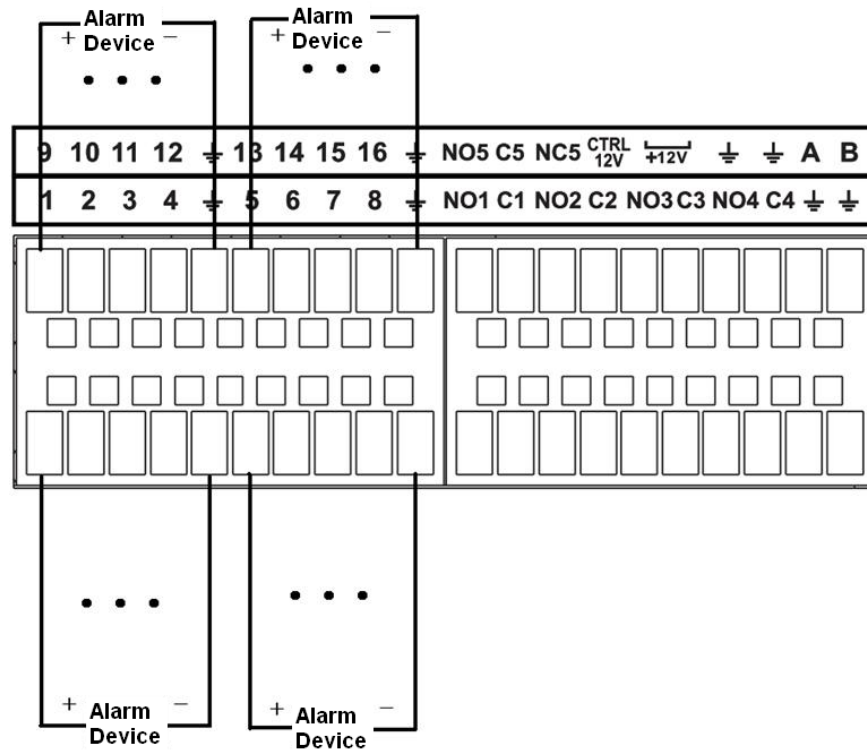 Alarm
+ Device −
Alarm
+ Device −
9 10 11 12 ⏚ 13 14 15 16 ⏚ NO5 C5 NC5 CTRL 12V +12V ⏚ ⏚ A B
1 2 3 4 ⏚ 5 6 7 8 ⏚ NO1 C1 NO2 C2 NO3 C3 NO4 C4 ⏚ ⏚
+ Alarm −
Device
+ Alarm −
Device